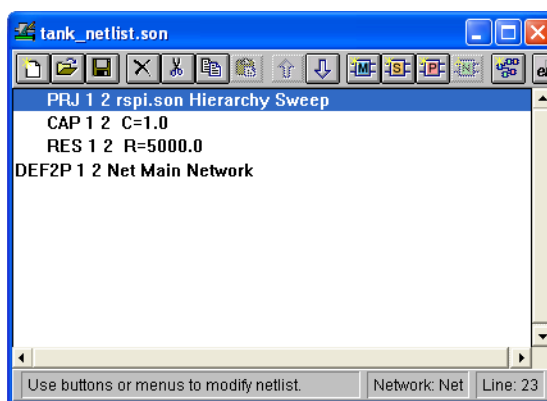 tank_netlist.son
PRJ 1 2 rspi.son Hierarchy Sweep
CAP 1 2 C=1.0
RES 1 2 R=5000.0
DEF2P 1 2 Net Main Network
Use buttons or menus to modify netlist.
Network: Net
Line: 23